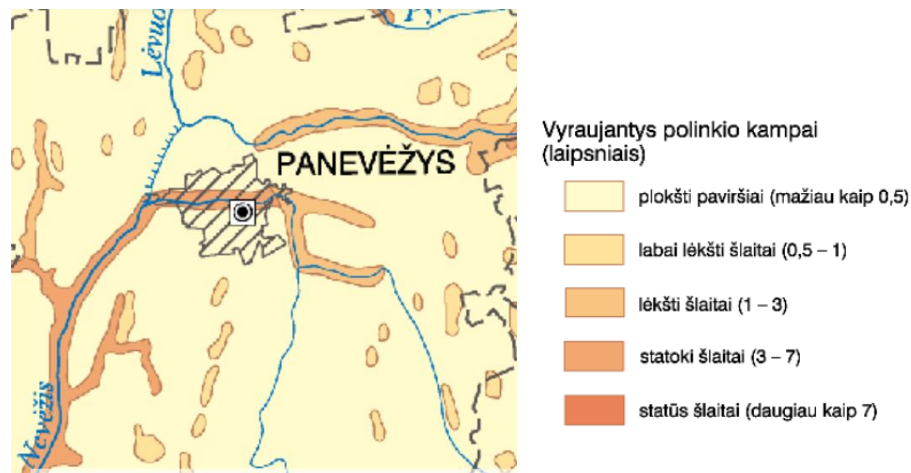 Lėvuo
Py
PANEVĖŽYS
Nevėžis
Vyraujantys polinkio kampai
(laipsniais)
plokšti paviršiai (mažiau kaip 0,5)
labai lėkšti šlaitai (0,5 – 1)
lėkšti šlaitai (1 – 3)
statoki šlaitai (3 – 7)
statūs šlaitai (daugiau kaip 7)